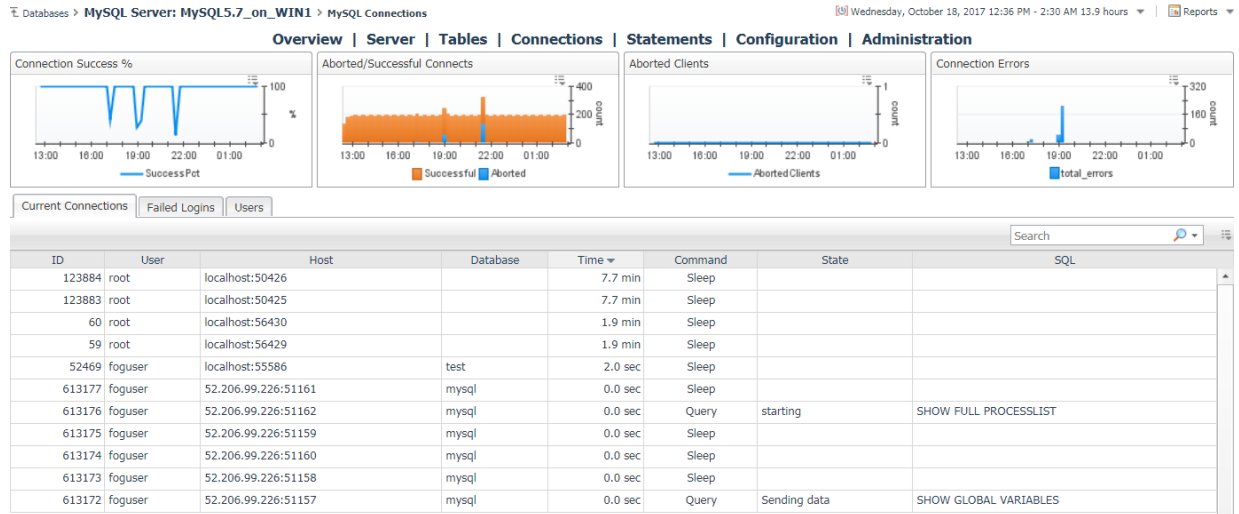 Databases > MySQL Server: MySQL5.7_on_WIN1 > MySQL Connections
Wednesday, October 18, 2017 12:36 PM - 2:30 AM 13.9 hours | Reports
Overview | Server | Tables | Connections | Statements | Configuration | Administration
Connection Success % Aborted/Successful Connects Aborted Clients Connection Errors
100 % 0
13:00 16:00 19:00 22:00 01:00
SuccessPct
400 200 0 count
13:00 16:00 19:00 22:00 01:00
Successful Aborted
1 0 count
13:00 16:00 19:00 22:00 01:00
AbortedClients
320 160 0 count
13:00 16:00 19:00 22:00 01:00
total_errors
Current Connections Failed Logins Users
Search
ID User Host Database Time Command State SQL
123884 root localhost:50426 7.7 min Sleep
123883 root localhost:50425 7.7 min Sleep
60 root localhost:56430 1.9 min Sleep
59 root localhost:56429 1.9 min Sleep
52469 foguser localhost:55586 test 2.0 sec Sleep
613177 foguser 52.206.99.226:51161 mysql 0.0 sec Sleep
613176 foguser 52.206.99.226:51162 mysql 0.0 sec Query starting SHOW FULL PROCESSLIST
613175 foguser 52.206.99.226:51159 mysql 0.0 sec Sleep
613174 foguser 52.206.99.226:51160 mysql 0.0 sec Sleep
613173 foguser 52.206.99.226:51158 mysql 0.0 sec Sleep
613172 foguser 52.206.99.226:51157 mysql 0.0 sec Query Sending data SHOW GLOBAL VARIABLES